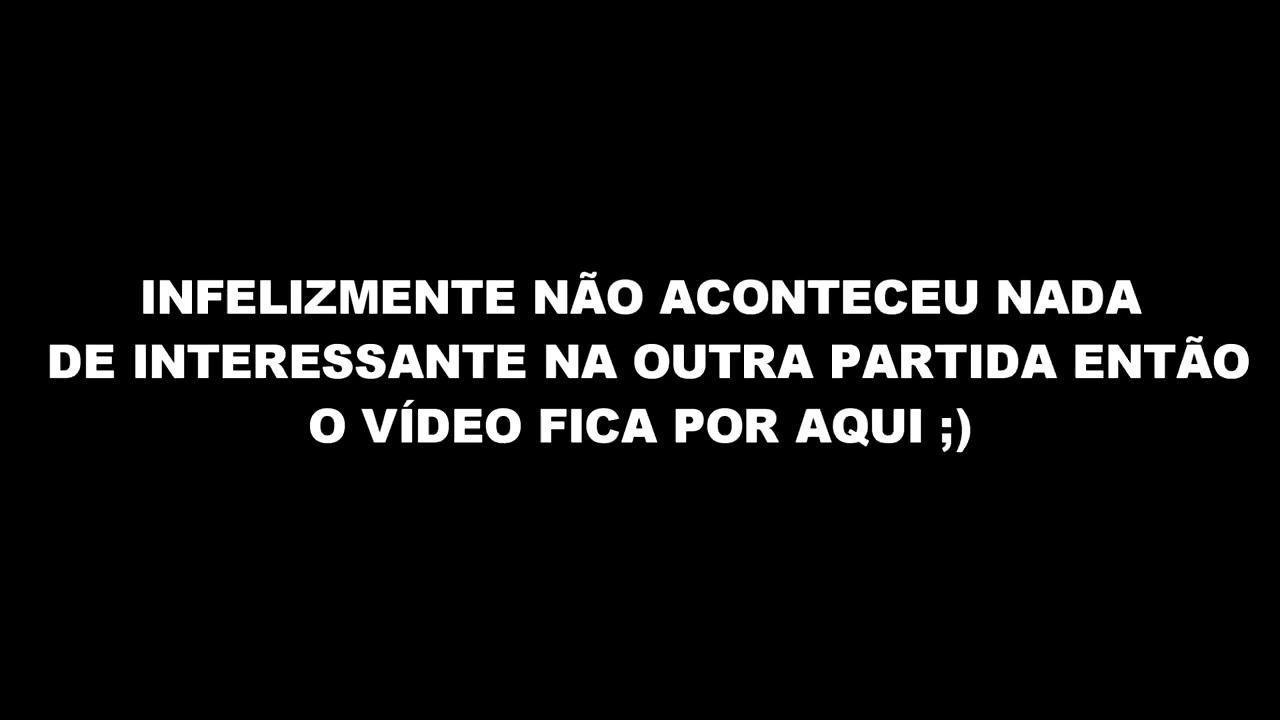 INFELIZMENTE NÃO ACONTECEU NADA
DE INTERESSANTE NA OUTRA PARTIDA ENTÃO
O VÍDEO FICA POR AQUI ;)